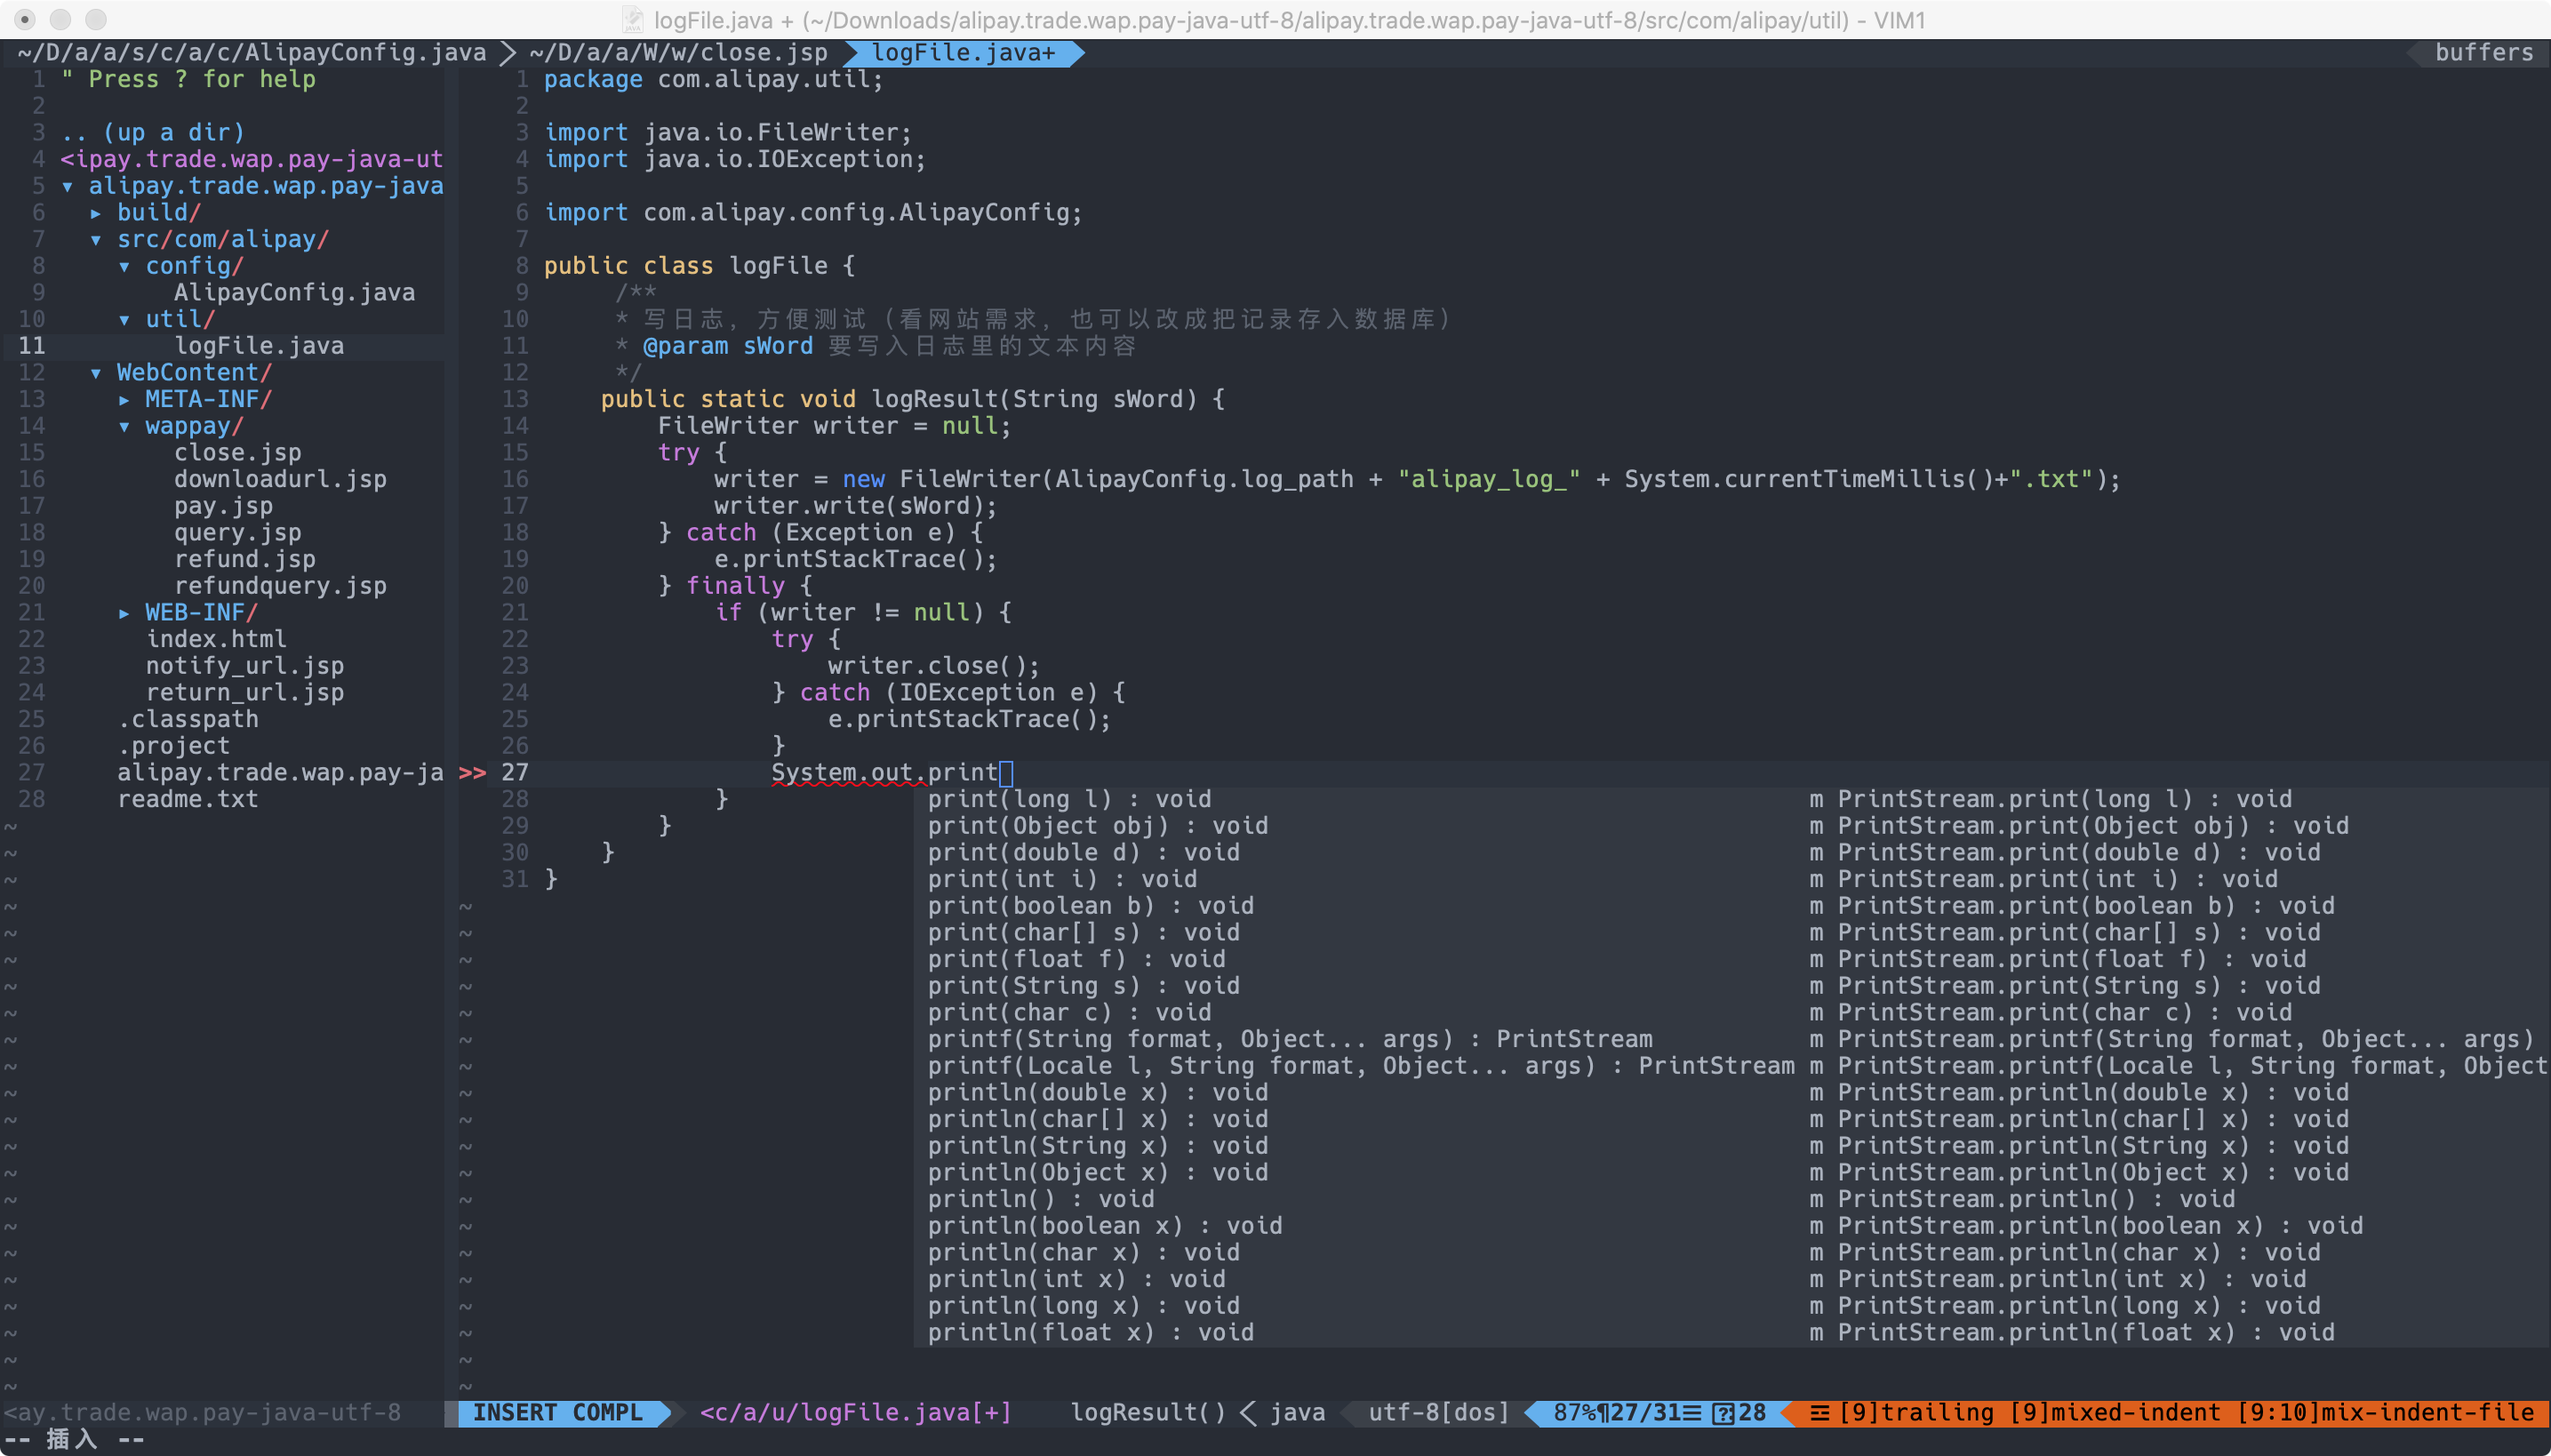 logFile.java + (~/Downloads/alipay.trade.wap.pay-java-utf-8/alipay.trade.wap.pay-java-utf-8/src/com/alipay/util) - VIM1
~/D/a/a/s/c/a/c/AlipayConfig.java ~/D/a/a/W/w/close.jsp logFile.java+ buffers
1 " Press ? for help
2
3 .. (up a dir)
4 <ipay.trade.wap.pay-java-ut
5 ▾ alipay.trade.wap.pay-java
6 ▸ build/
7 ▾ src/com/alipay/
8 ▾ config/
9 AlipayConfig.java
10 ▾ util/
11 logFile.java
12 ▾ WebContent/
13 ▸ META-INF/
14 ▾ wappay/
15 close.jsp
16 downloadurl.jsp
17 pay.jsp
18 query.jsp
19 refund.jsp
20 refundquery.jsp
21 ▸ WEB-INF/
22 index.html
23 notify_url.jsp
24 return_url.jsp
25 .classpath
26 .project
27 alipay.trade.wap.pay-ja
28 readme.txt
1 package com.alipay.util;
2
3 import java.io.FileWriter;
4 import java.io.IOException;
5
6 import com.alipay.config.AlipayConfig;
7
8 public class logFile {
9 /**
10 * 写日志，方便测试（看网站需求，也可以改成把记录存入数据库）
11 * @param sWord 要写入日志里的文本内容
12 */
13 public static void logResult(String sWord) {
14 FileWriter writer = null;
15 try {
16 writer = new FileWriter(AlipayConfig.log_path + "alipay_log_" + System.currentTimeMillis()+".txt");
17 writer.write(sWord);
18 } catch (Exception e) {
19 e.printStackTrace();
20 } finally {
21 if (writer != null) {
22 try {
23 writer.close();
24 } catch (IOException e) {
25 e.printStackTrace();
26 }
>> 27 System.out.print
28 }
29 }
30 }
31 }
print(long l) : void m PrintStream.print(long l) : void
print(Object obj) : void m PrintStream.print(Object obj) : void
print(double d) : void m PrintStream.print(double d) : void
print(int i) : void m PrintStream.print(int i) : void
print(boolean b) : void m PrintStream.print(boolean b) : void
print(char[] s) : void m PrintStream.print(char[] s) : void
print(float f) : void m PrintStream.print(float f) : void
print(String s) : void m PrintStream.print(String s) : void
print(char c) : void m PrintStream.print(char c) : void
printf(String format, Object... args) : PrintStream m PrintStream.printf(String format, Object... args)
printf(Locale l, String format, Object... args) : PrintStream m PrintStream.printf(Locale l, String format, Object
println(double x) : void m PrintStream.println(double x) : void
println(char[] x) : void m PrintStream.println(char[] x) : void
println(String x) : void m PrintStream.println(String x) : void
println(Object x) : void m PrintStream.println(Object x) : void
println() : void m PrintStream.println() : void
println(boolean x) : void m PrintStream.println(boolean x) : void
println(char x) : void m PrintStream.println(char x) : void
println(int x) : void m PrintStream.println(int x) : void
println(long x) : void m PrintStream.println(long x) : void
println(float x) : void m PrintStream.println(float x) : void
<ay.trade.wap.pay-java-utf-8 INSERT COMPL <c/a/u/logFile.java[+] logResult() < java utf-8[dos] 87%¶27/31☰ 28 ☲ [9]trailing [9]mixed-indent [9:10]mix-indent-file
-- 插入 --